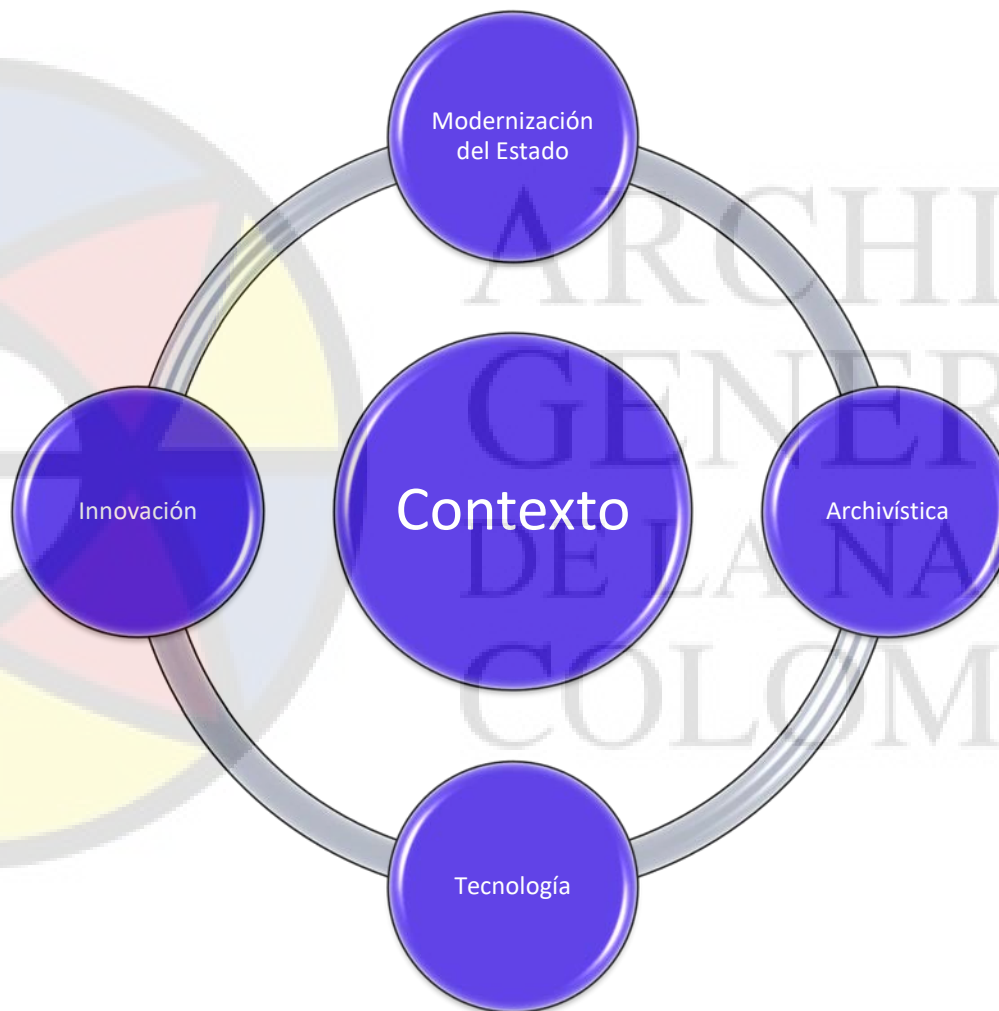 Modernización
del Estado
ARCHI
GENER
Innovación
Contexto
Archivística
DE LA NA
COLOM
Tecnología